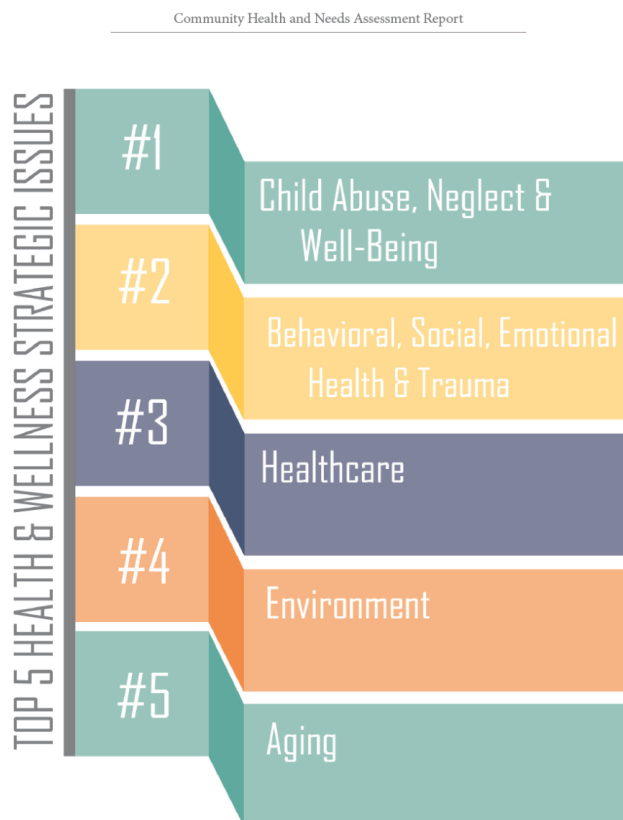 Community Health and Needs Assessment Report
TOP 5 HEALTH & WELLNESS STRATEGIC ISSUES
#1
Child Abuse, Neglect &
Well-Being
#2
Behavioral, Social, Emotional
Health & Trauma
#3
Healthcare
#4
Environment
#5
Aging